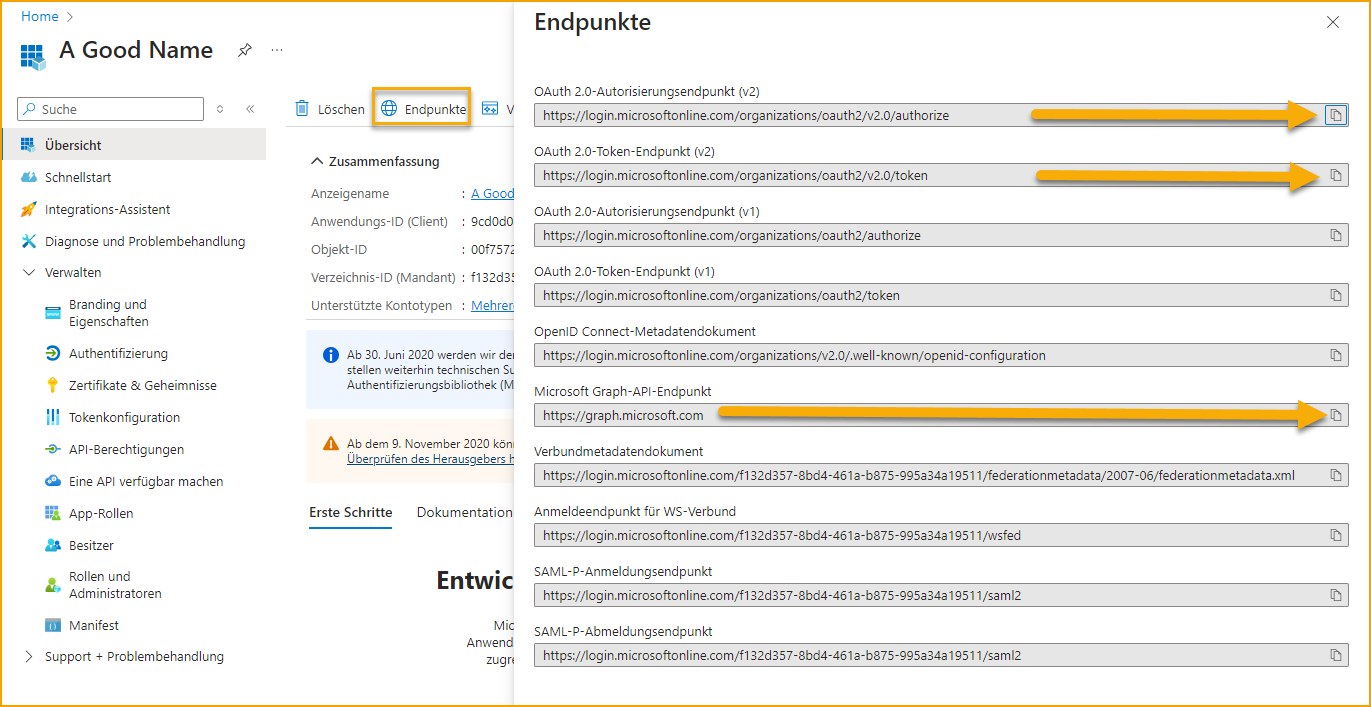 Home
A Good Name
Suche
Übersicht
Schnellstart
Integrations-Assistent
Diagnose und Problembehandlung
Verwalten
Branding und
Eigenschaften
Authentifizierung
Zertifikate & Geheimnisse
Tokenkonfiguration
API-Berechtigungen
Eine API verfügbar machen
App-Rollen
Besitzer
Rollen und
Administratoren
Manifest
Support + Problembehandlung
Löschen
Endpunkte
V
Zusammenfassung
Anzeigename : A Good
Anwendungs-ID (Client) : 9cd0d0
Objekt-ID : 00f7572
Verzeichnis-ID (Mandant) : f132d35
Unterstützte Kontotypen : Mehrer
Ab 30. Juni 2020 werden wir de
stellen weiterhin technischen Su
Authentifizierungsbibliothek (M
Ab dem 9. November 2020 kön
Überprüfen des Herausgebers h
Erste Schritte
Dokumentation
Entwic
Mic
Anwend
zugre
Endpunkte
OAuth 2.0-Autorisierungsendpunkt (v2)
https://login.microsoftonline.com/organizations/oauth2/v2.0/authorize
OAuth 2.0-Token-Endpunkt (v2)
https://login.microsoftonline.com/organizations/oauth2/v2.0/token
OAuth 2.0-Autorisierungsendpunkt (v1)
https://login.microsoftonline.com/organizations/oauth2/authorize
OAuth 2.0-Token-Endpunkt (v1)
https://login.microsoftonline.com/organizations/oauth2/token
OpenID Connect-Metadatendokument
https://login.microsoftonline.com/organizations/v2.0/.well-known/openid-configuration
Microsoft Graph-API-Endpunkt
https://graph.microsoft.com
Verbundmetadatendokument
https://login.microsoftonline.com/f132d357-8bd4-461a-b875-995a34a19511/federationmetadata/2007-06/federationmetadata.xml
Anmeldeendpunkt für WS-Verbund
https://login.microsoftonline.com/f132d357-8bd4-461a-b875-995a34a19511/wsfed
SAML-P-Anmeldungsendpunkt
https://login.microsoftonline.com/f132d357-8bd4-461a-b875-995a34a19511/saml2
SAML-P-Abmeldungsendpunkt
https://login.microsoftonline.com/f132d357-8bd4-461a-b875-995a34a19511/saml2